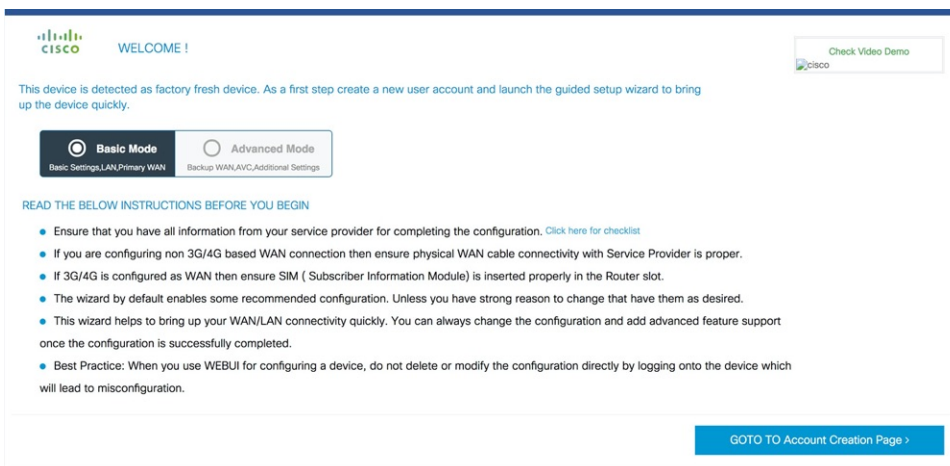 CISCO
WELCOME !
Check Video Demo
cisco
This device is detected as factory fresh device. As a first step create a new user account and launch the guided setup wizard to bring
up the device quickly.
Basic Mode
Basic Settings,LAN,Primary WAN
Advanced Mode
Backup WAN,AVC,Additional Settings
READ THE BELOW INSTRUCTIONS BEFORE YOU BEGIN
• Ensure that you have all information from your service provider for completing the configuration. Click here for checklist
• If you are configuring non 3G/4G based WAN connection then ensure physical WAN cable connectivity with Service Provider is proper.
• If 3G/4G is configured as WAN then ensure SIM ( Subscriber Information Module) is inserted properly in the Router slot.
• The wizard by default enables some recommended configuration. Unless you have strong reason to change that have them as desired.
• This wizard helps to bring up your WAN/LAN connectivity quickly. You can always change the configuration and add advanced feature support
once the configuration is successfully completed.
• Best Practice: When you use WEBUI for configuring a device, do not delete or modify the configuration directly by logging onto the device which
will lead to misconfiguration.
GOTO TO Account Creation Page >